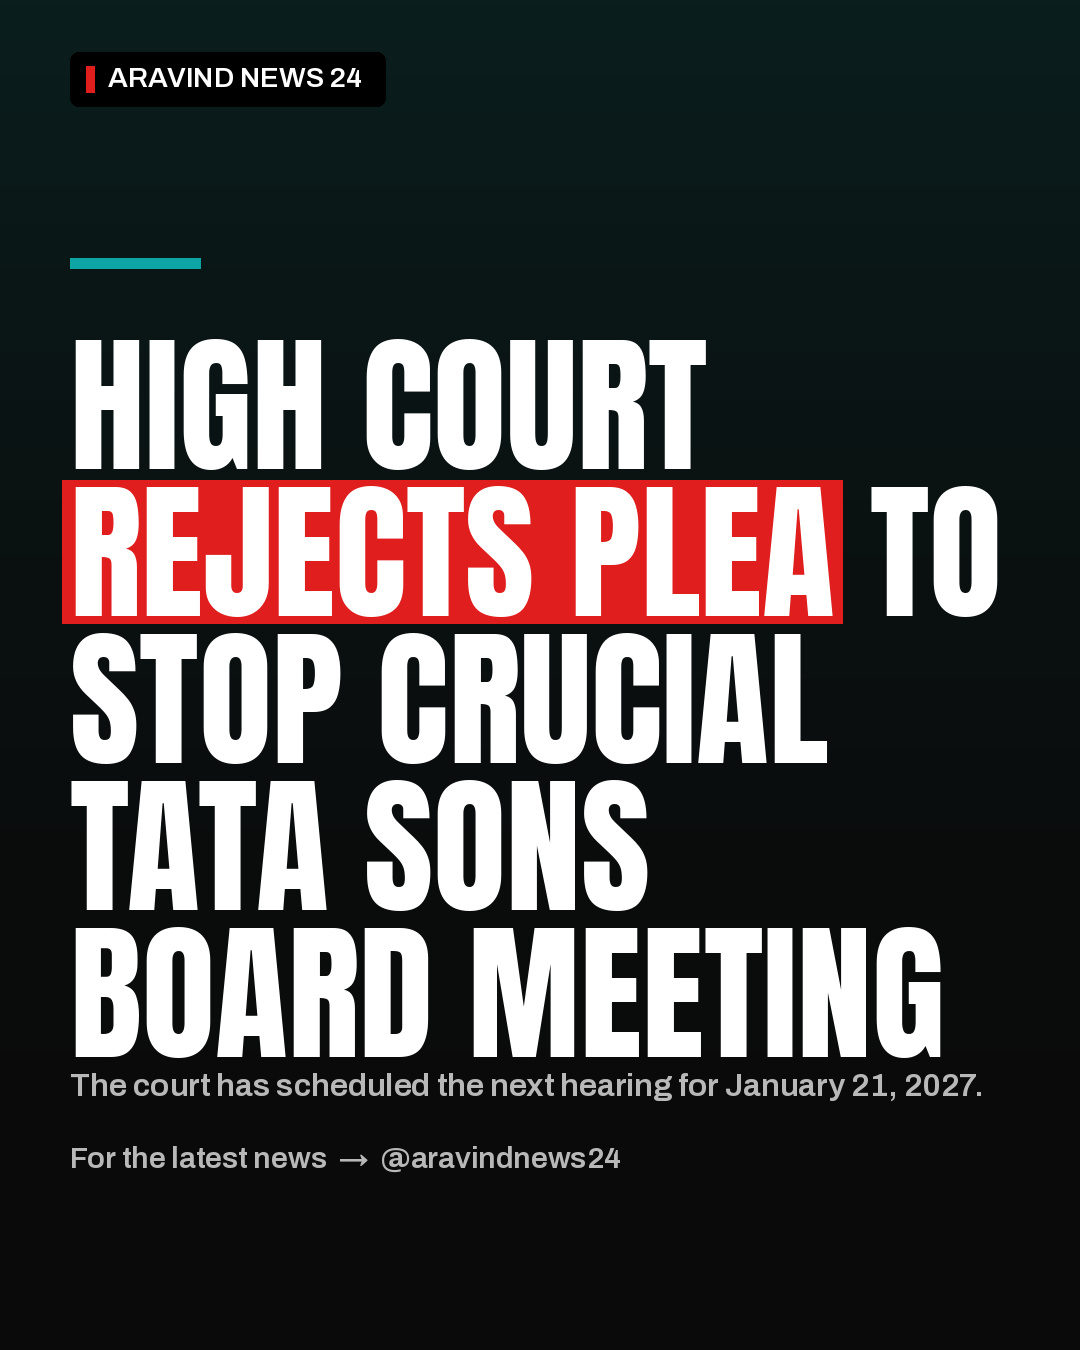 ARAVIND NEWS 24
HIGH COURT
REJECTS PLEA TO
STOP CRUCIAL
TATA SONS
BOARD MEETING
The court has scheduled the next hearing for January 21, 2027.
For the latest news → @aravindnews24